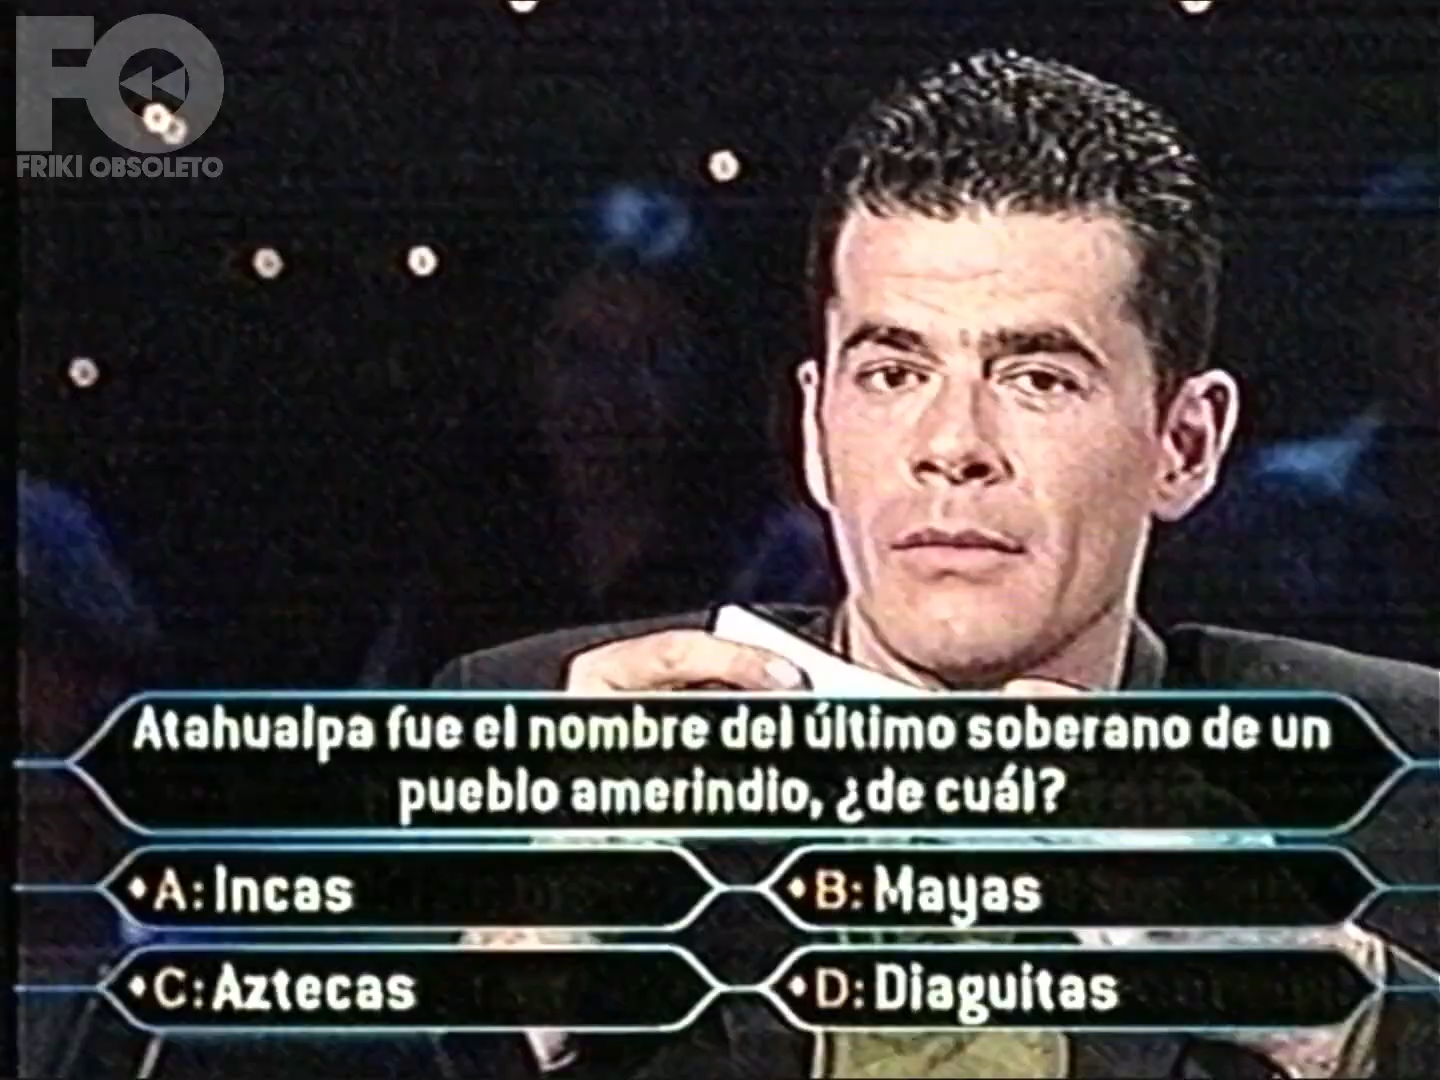 FO
FRIKI OBSOLETO
Atahualpa fue el nombre del último soberano de un
pueblo amerindio, ¿de cuál?
A: Incas
B: Mayas
C: Aztecas
D: Diaguitas